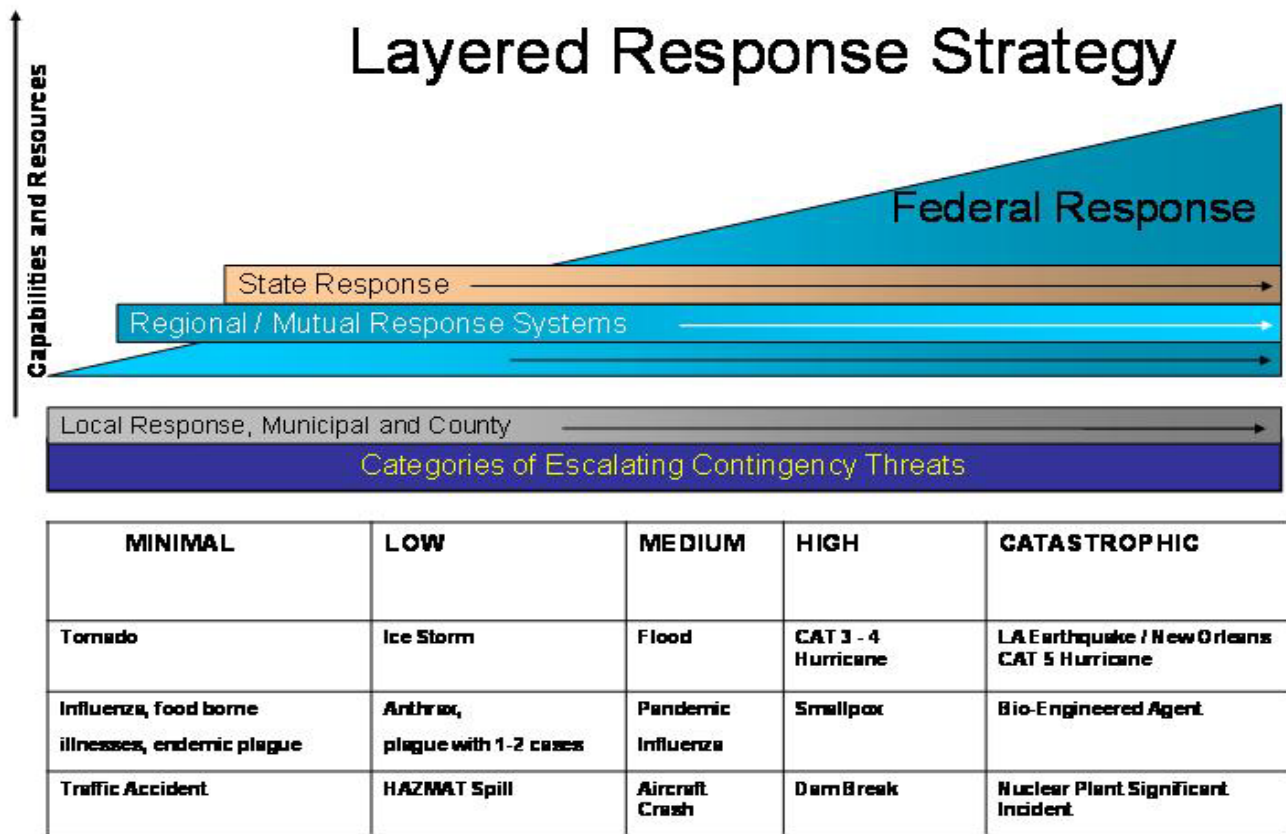 Layered Response Strategy
Capabilities and Resources
Federal Response
State Response
Regional / Mutual Response Systems
Local Response, Municipal and County
Categories of Escalating Contingency Threats
MINIMAL LOW MEDIUM HIGH CATASTROPHIC
Tornado
Ice Storm
Flood
CAT 3 - 4
Hurricane
LA Earthquake / New Orleans
CAT 5 Hurricane
Influenza, food borne
illnesses, endemic plague
Anthrax,
plague with 1-2 cases
Pandemic
Influenza
Smallpox
Bio-Engineered Agent
Traffic Accident
HAZMAT Spill
Aircraft
Crash
Dam Break
Nuclear Plant Significant
Incident